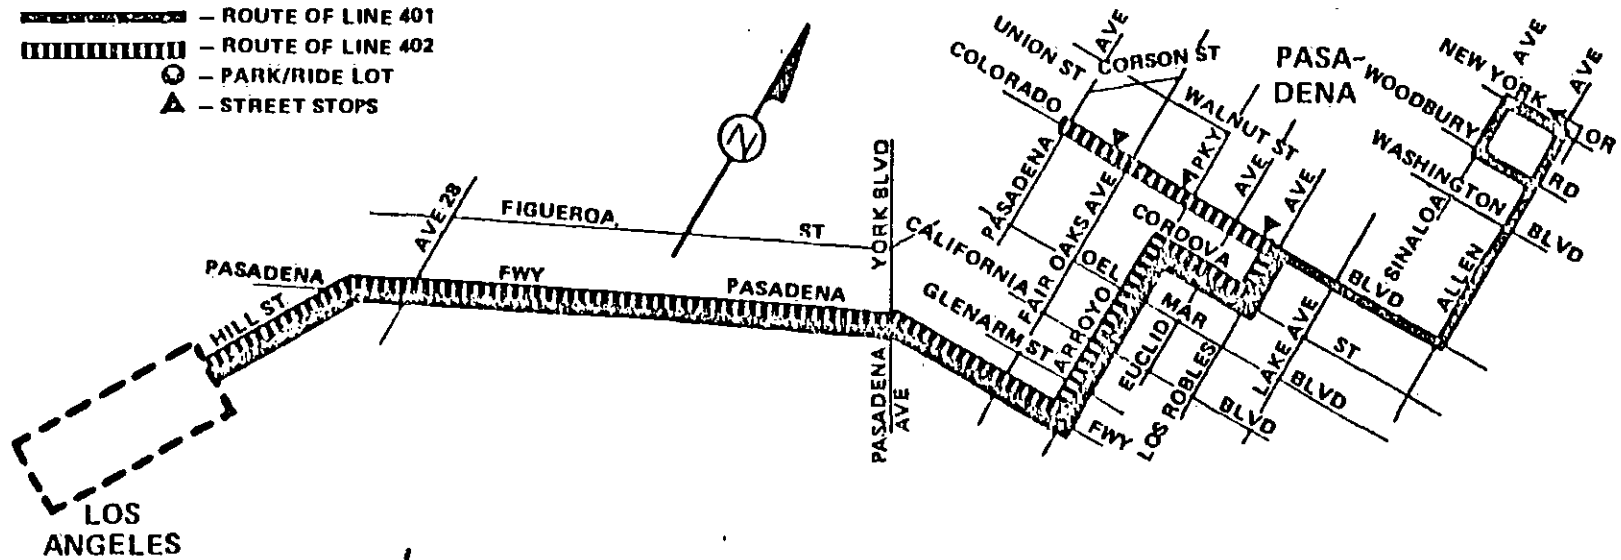 – ROUTE OF LINE 401
– ROUTE OF LINE 402
– PARK/RIDE LOT
– STREET STOPS
N
LOS
ANGELES
HILL ST
PASADENA
FWY
PASADENA
AVE 28
FIGUEROA
ST
YORK BLVD
PASADENA
AVE
PASA-
DENA
UNION ST
COLORADO
AVE
CORSON ST
WALNUT ST
PASADENA
FAIR OAKS AVE
CALIFORNIA
GLENARM ST
ARROYO
PKY
CORDOVA
AVE
AVE
DEL
MAR
EUCLID
LOS ROBLES
LAKE AVE
BLVD
ST
BLVD
BLVD
FWY
SINALOA
AVE
ALLEN
AVE
NEW YORK
DR
WOODBURY
RD
WASHINGTON
BLVD